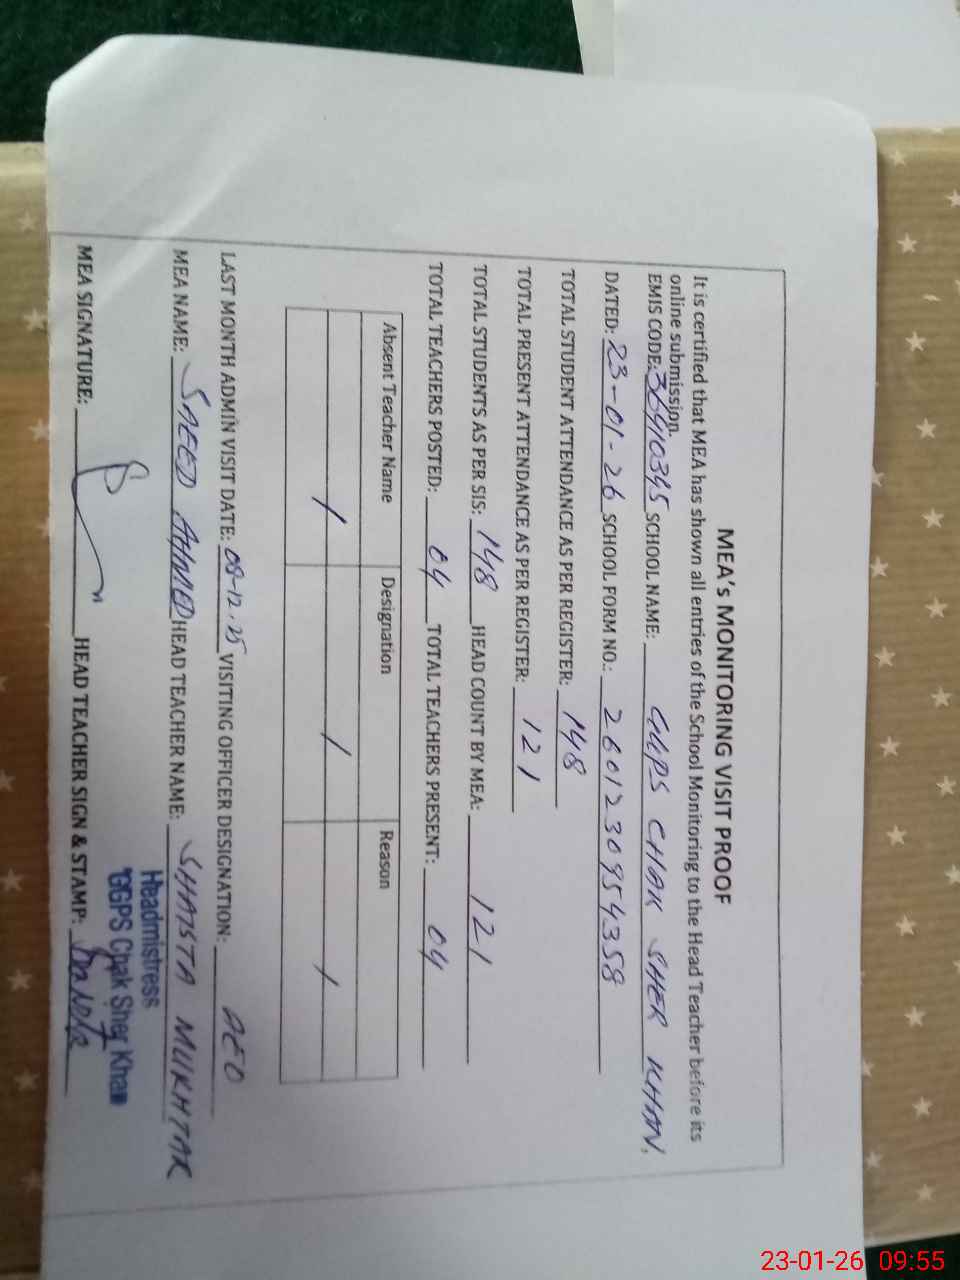 MEA's MONITORING VISIT PROOF
It is certified that MEA has shown all entries of the School Monitoring to the Head Teacher before its
online submission.
EMIS CODE: 36410345 SCHOOL NAME: GGPS CHAK SHER KHAN.
DATED: 23-01-26 SCHOOL FORM NO.: 2601230954358
TOTAL STUDENT ATTENDANCE AS PER REGISTER: 148
TOTAL PRESENT ATTENDANCE AS PER REGISTER: 121
TOTAL STUDENTS AS PER SIS: 148 HEAD COUNT BY MEA: 121
TOTAL TEACHERS POSTED: 04 TOTAL TEACHERS PRESENT: 04
Absent Teacher Name Designation Reason
/ / /
LAST MONTH ADMIN VISIT DATE: 08-12-25 VISITING OFFICER DESIGNATION: AEO
MEA NAME: SAEED AHMED HEAD TEACHER NAME: SHAISTA MUKHTAR
Headmistress
GGPS Chak Sher Khan
MEA SIGNATURE: HEAD TEACHER SIGN & STAMP:
23-01-26 09:55